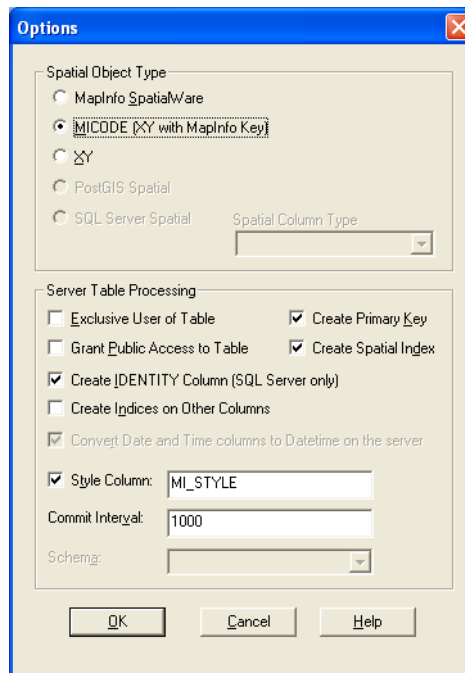 Options
Spatial Object Type
MapInfo SpatialWare
MICODE (XY with MapInfo Key)
XY
PostGIS Spatial
SQL Server Spatial
Spatial Column Type
Server Table Processing
Exclusive User of Table
Create Primary Key
Grant Public Access to Table
Create Spatial Index
Create IDENTITY Column (SQL Server only)
Create Indices on Other Columns
Convert Date and Time columns to Datetime on the server
Style Column: MI_STYLE
Commit Interval: 1000
Schema:
OK Cancel Help